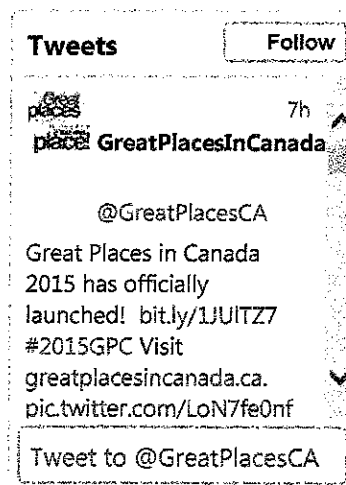 Tweets
Follow
Great
places
7h
place!
GreatPlacesInCanada
@GreatPlacesCA
Great Places in Canada
2015 has officially
launched! bit.ly/1JUITZ7
#2015GPC Visit
greatplacesincanada.ca.
pic.twitter.com/LoN7fe0nf
Tweet to @GreatPlacesCA